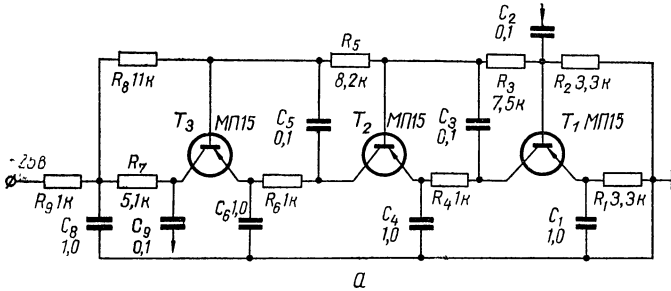 C2
0,1
R5
R8 11к
8,2к
R3
7,5к
R2 3,3к
T3
МП15
C5
0,1
T2
МП15
C3
0,1
T1 МП15
-25В
R7
R9 1к
5,1к
C6 1,0
R6 1к
R4 1к
R1 3,3к
C8
1,0
C9
0,1
C4
1,0
C1
1,0
а